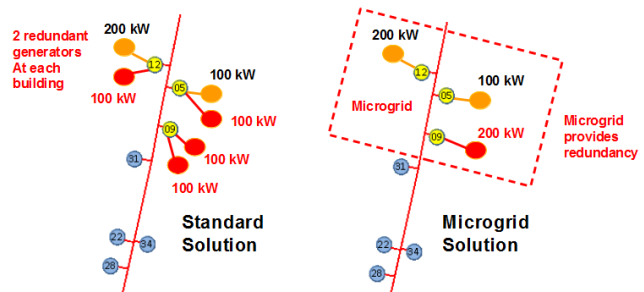 2 redundant
generators
At each
building
200 kW
12
100 kW
05
100 kW
100 kW
09
100 kW
100 kW
31
22
34
28
Standard
Solution
200 kW
12
05
100 kW
Microgrid
09
200 kW
31
22
34
28
Microgrid
provides
redundancy
Microgrid
Solution